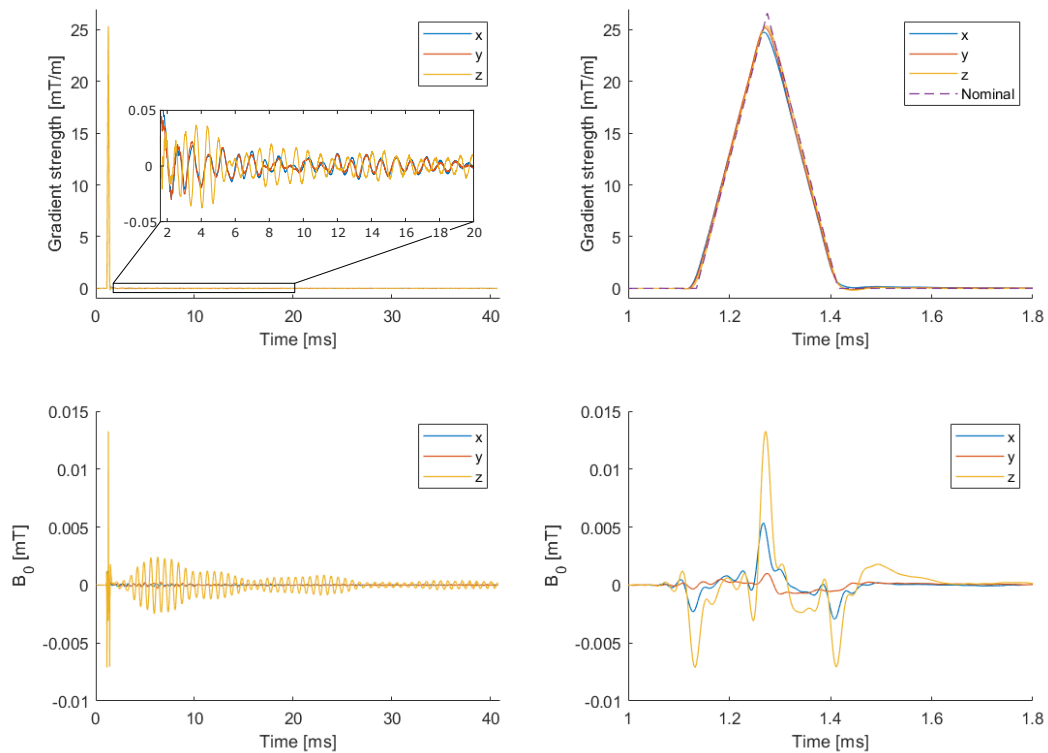 25
20
15
10
5
0
Gradient strength [mT/m]
x
y
z
0.05
0
-0.05
2 4 6 8 10 12 14 16 18 20
0 10 20 30 40
Time [ms]
25
20
15
10
5
0
Gradient strength [mT/m]
x
y
z
Nominal
1 1.2 1.4 1.6 1.8
Time [ms]
0.015
0.01
0.005
0
-0.005
-0.01
B0 [mT]
x
y
z
0 10 20 30 40
Time [ms]
0.015
0.01
0.005
0
-0.005
-0.01
B0 [mT]
x
y
z
1 1.2 1.4 1.6 1.8
Time [ms]